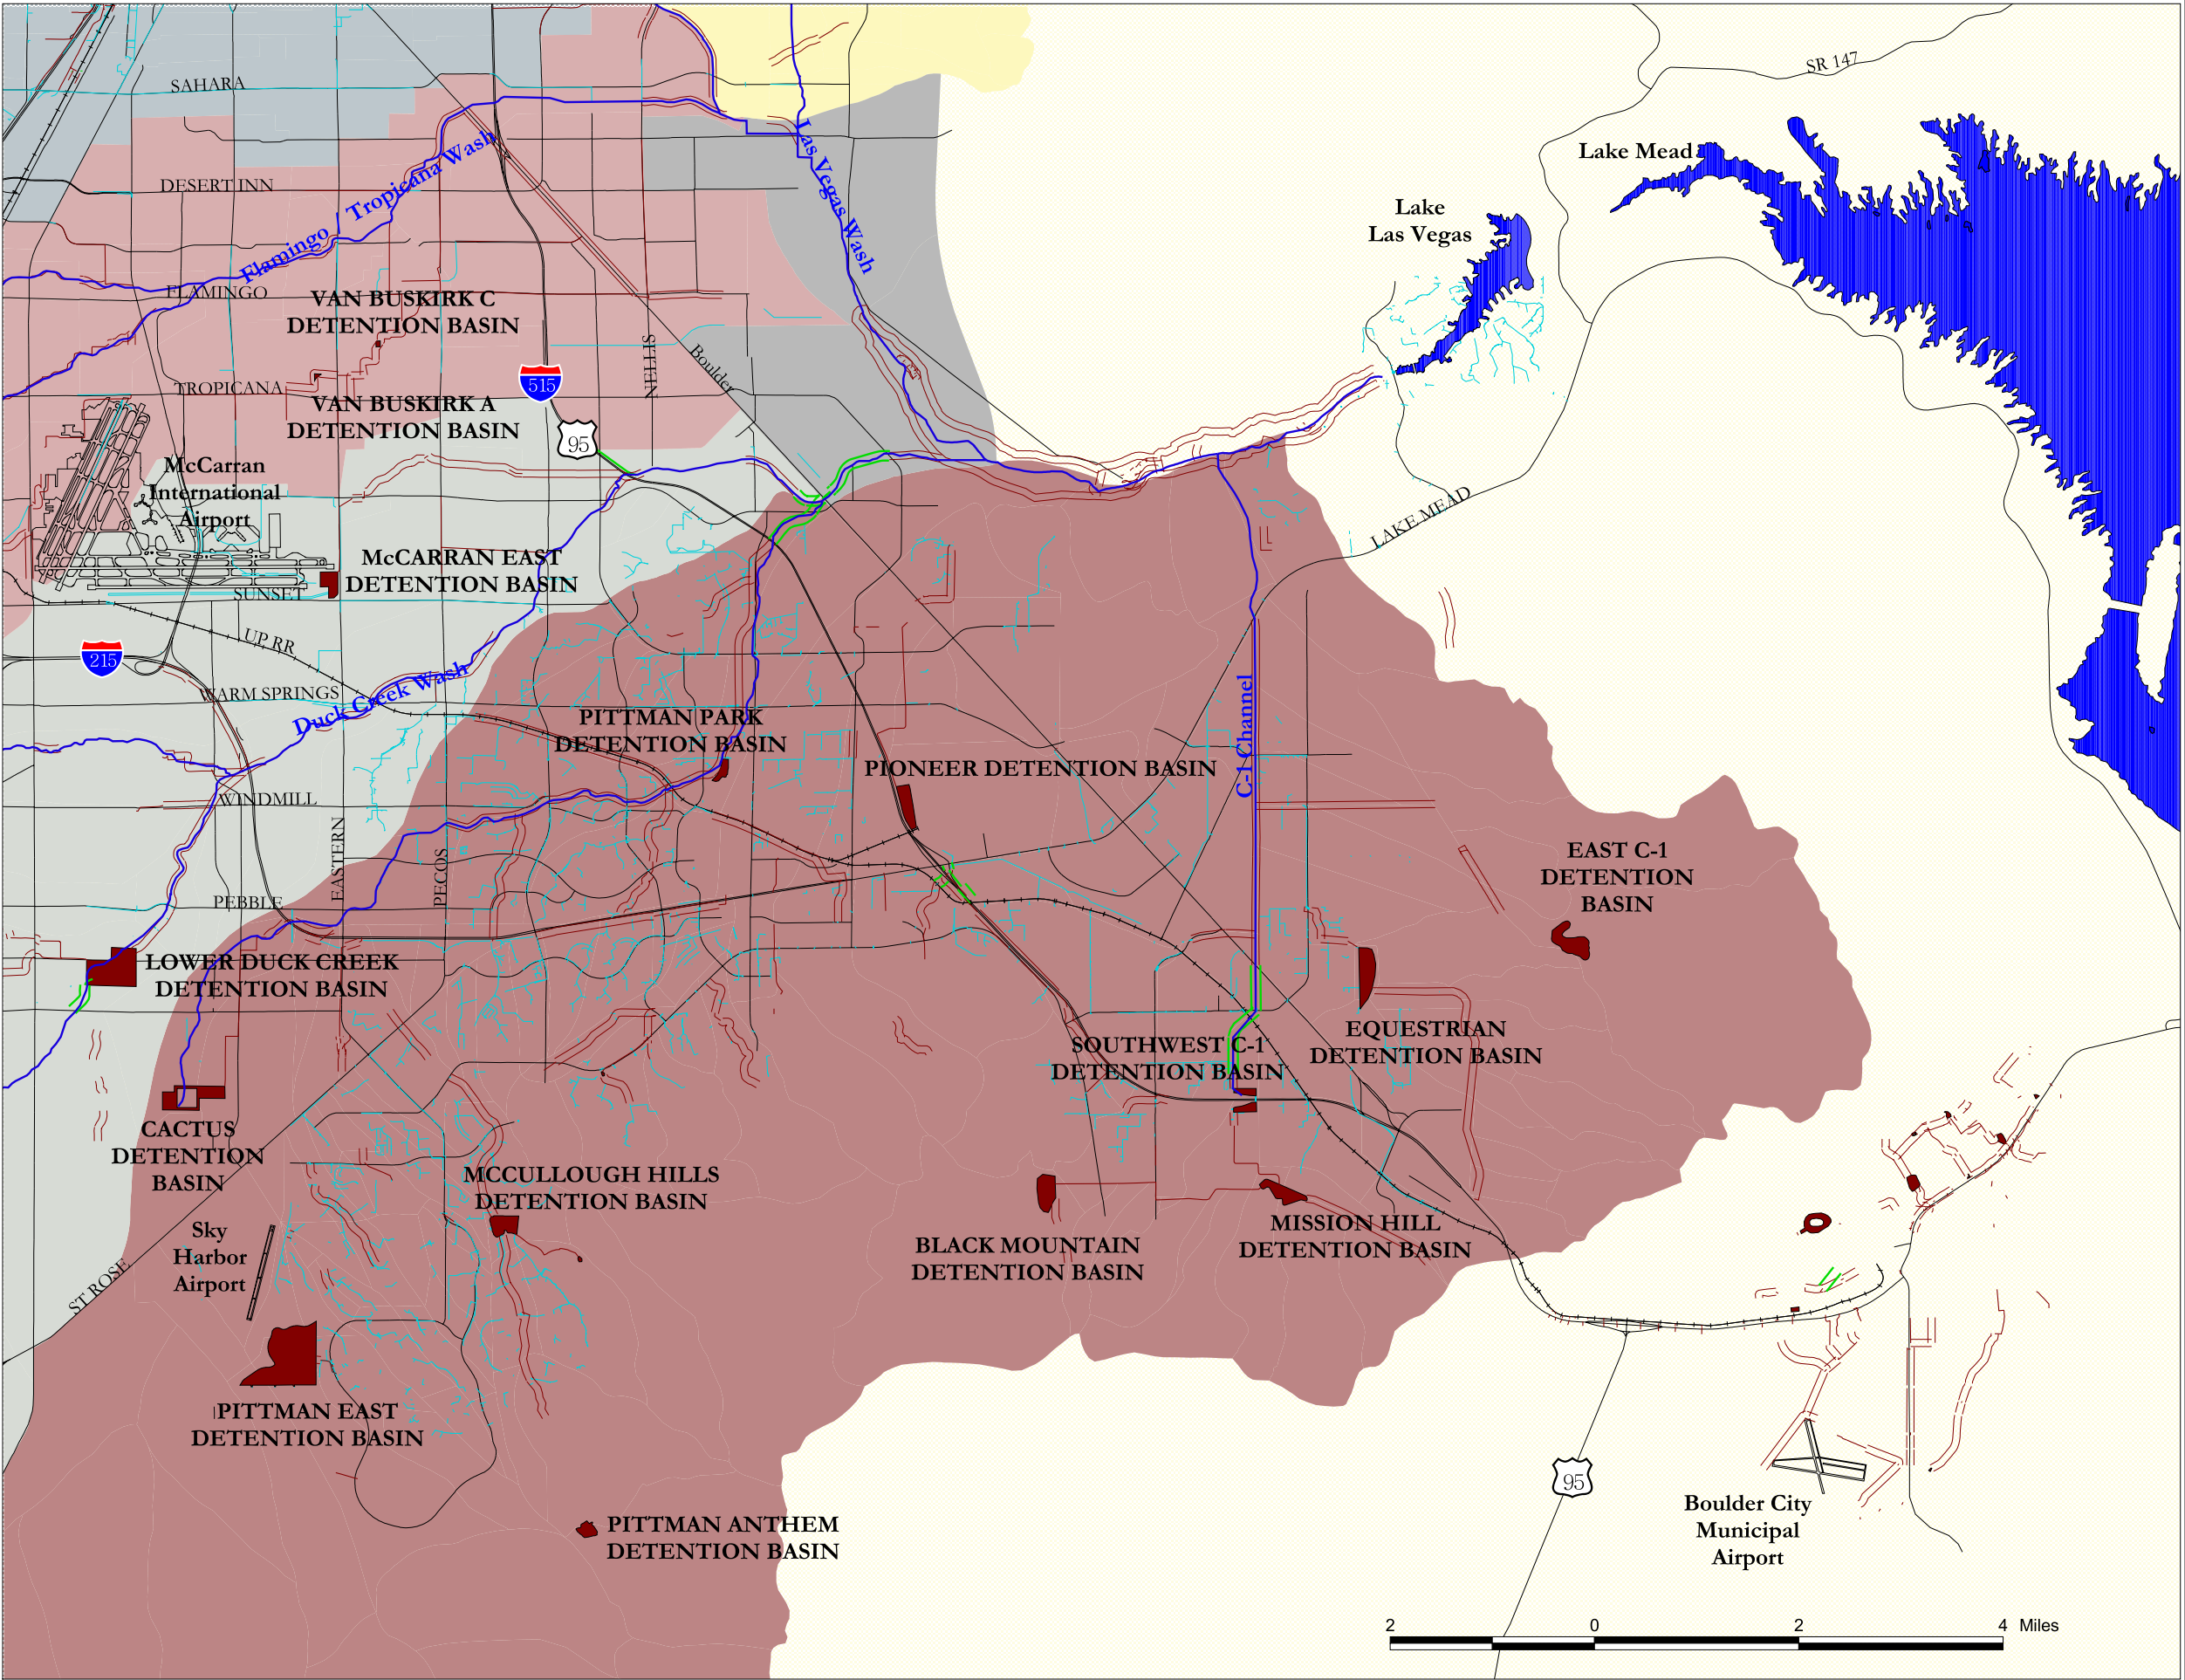 SR 147
SAHARA
Lake Mead
Las Vegas Wash
Tropicana Wash
DESERT INN
Lake
Las Vegas
Flamingo /
FLAMINGO
VAN BUSKIRK C
DETENTION BASIN
NELLIS
Boulder
515
TROPICANA
VAN BUSKIRK A
DETENTION BASIN
95
McCarran
International
Airport
LAKE MEAD
McCARRAN EAST
DETENTION BASIN
SUNSET
UP RR
215
WARM SPRINGS
Duck Creek Wash
C-1 Channel
PITTMAN PARK
DETENTION BASIN
PIONEER DETENTION BASIN
WINDMILL
EASTERN
PECOS
EAST C-1
DETENTION
BASIN
PEBBLE
LOWER DUCK CREEK
DETENTION BASIN
EQUESTRIAN
DETENTION BASIN
SOUTHWEST C-1
DETENTION BASIN
CACTUS
DETENTION
BASIN
MCCULLOUGH HILLS
DETENTION BASIN
MISSION HILL
DETENTION BASIN
Sky
Harbor
Airport
BLACK MOUNTAIN
DETENTION BASIN
ST ROSE
PITTMAN EAST
DETENTION BASIN
95
Boulder City
Municipal
Airport
PITTMAN ANTHEM
DETENTION BASIN
2 0 2 4 Miles